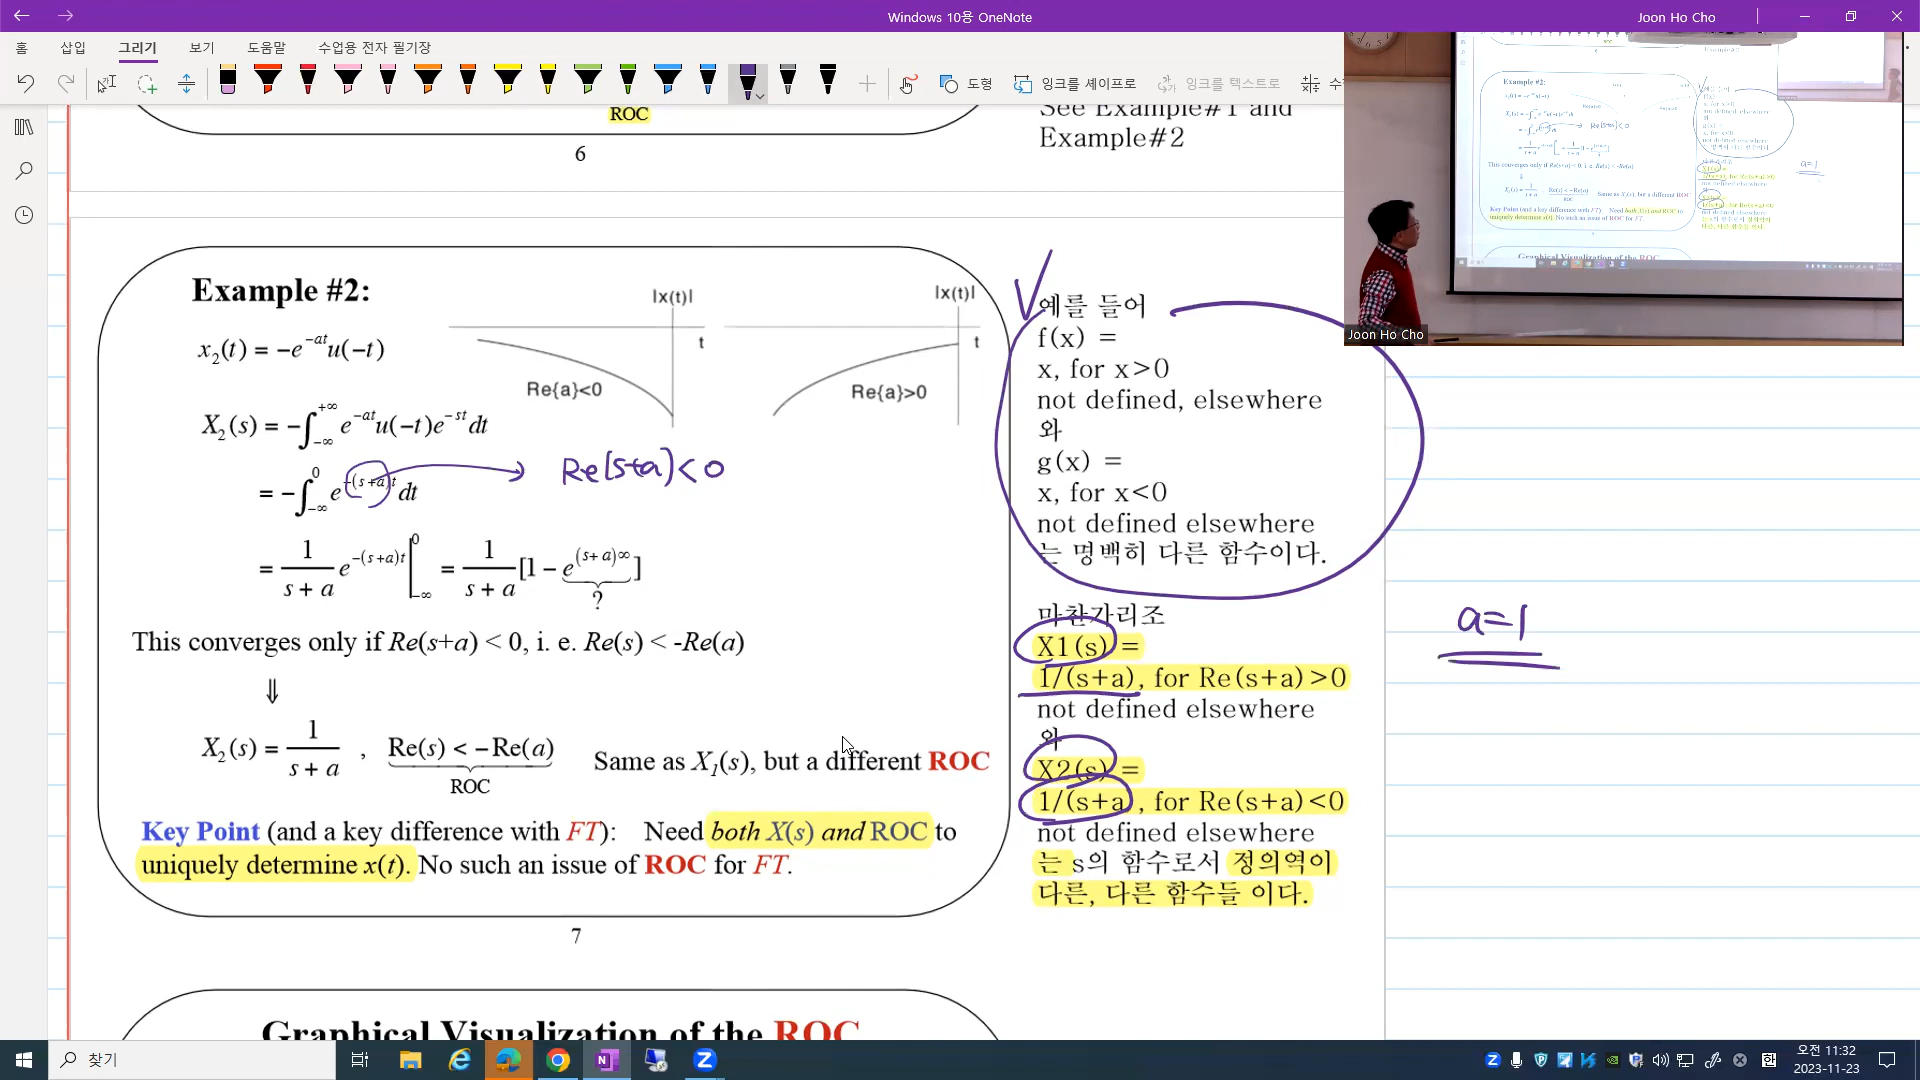 Windows 10용 OneNote
Joon Ho Cho
홈 삽입 그리기 보기 도움말 수업용 전자 필기장
도형 잉크를 셰이프로 잉크를 텍스트로
ROC
6
See Example#1 and
Example#2
Example #2:
x₂(t) = −e^{−at}u(−t)
|x(t)|
t
Re{a}<0
|x(t)|
t
Re{a}>0
X₂(s) = −∫_{−∞}^{+∞} e^{−at}u(−t)e^{−st}dt
= −∫_{−∞}^{0} e^{−(s+a)t}dt
Re(s+a)<0
= 1/(s+a) e^{−(s+a)t}|_{−∞}^{0} = 1/(s+a) [1 − e^{(s+a)∞}]
?
This converges only if Re(s+a) < 0, i. e. Re(s) < -Re(a)
⇓
X₂(s) = 1/(s+a) , Re(s) < −Re(a)
ROC
Same as X₁(s), but a different ROC
Key Point (and a key difference with FT): Need both X(s) and ROC to
uniquely determine x(t). No such an issue of ROC for FT.
7
Graphical Visualization of the ROC
예를 들어
f(x) =
x, for x>0
not defined, elsewhere
와
g(x) =
x, for x<0
not defined elsewhere
는 명백히 다른 함수이다.
마찬가리조
X1(s) =
1/(s+a), for Re(s+a)>0
not defined elsewhere
와
X2(s) =
1/(s+a), for Re(s+a)<0
not defined elsewhere
는 s의 함수로서 정의역이
다른, 다른 함수들 이다.
a=1
Joon Ho Cho
찾기
오전 11:32
2023-11-23